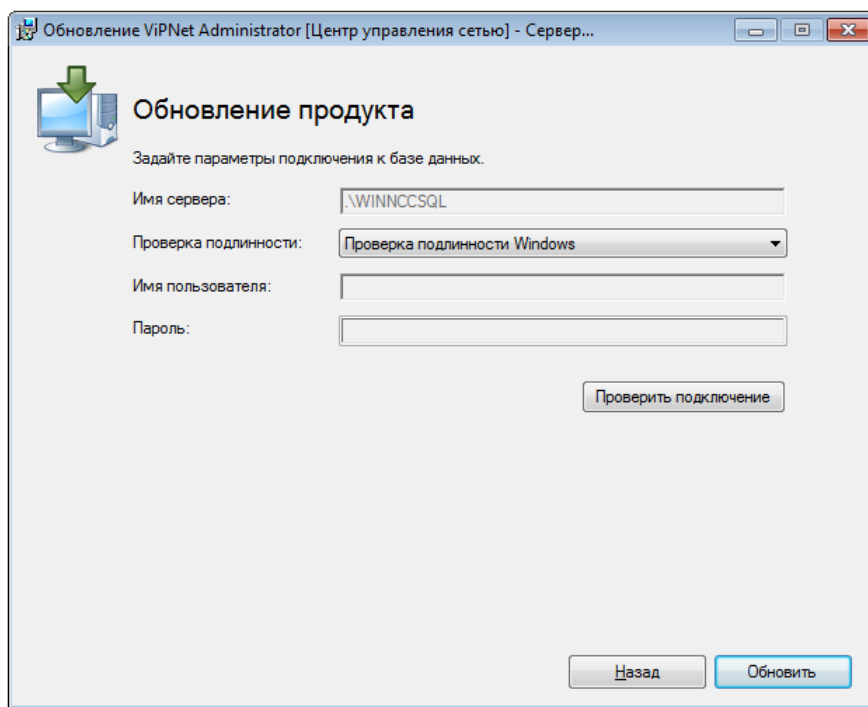 Обновление ViPNet Administrator [Центр управления сетью] - Сервер...
Обновление продукта
Задайте параметры подключения к базе данных.
Имя сервера: .\WINNCCSQL
Проверка подлинности: Проверка подлинности Windows
Имя пользователя:
Пароль:
Проверить подключение
Назад Обновить